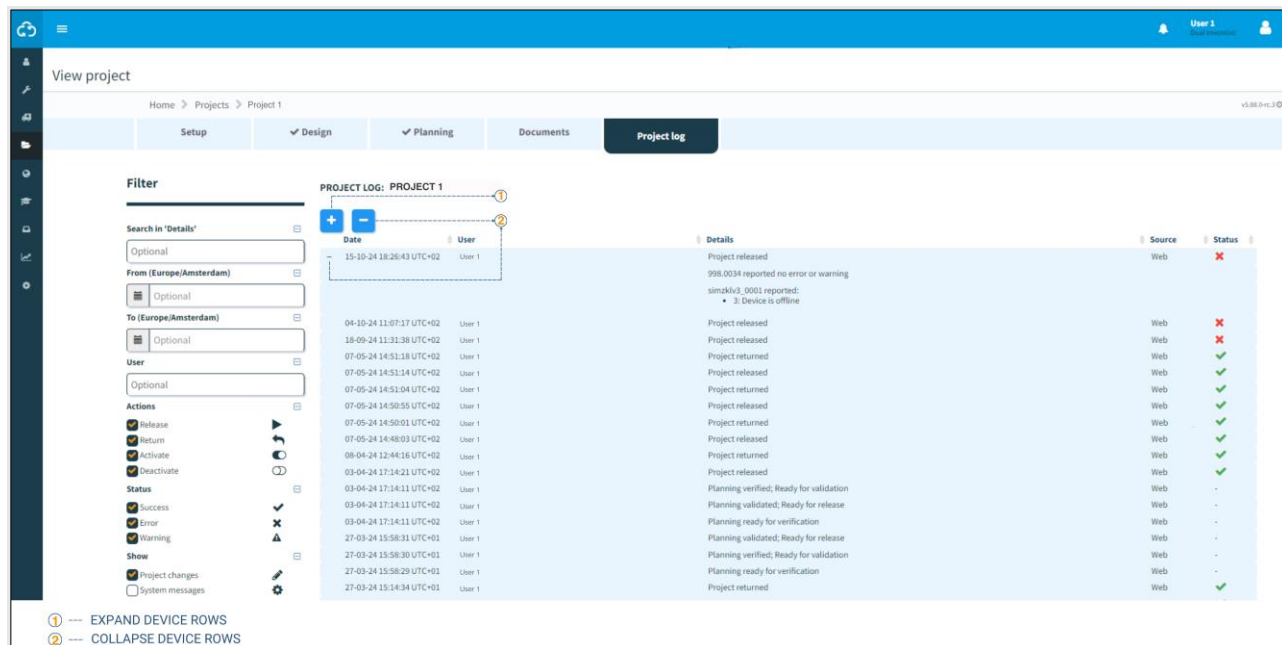 User 1
View project
Home > Projects > Project 1
Setup Design Planning Documents Project log
Filter
PROJECT LOG: PROJECT 1
1
2
Search in 'Details'
Optional
From (Europe/Amsterdam)
Optional
To (Europe/Amsterdam)
Optional
User
Optional
Actions
Release
Return
Activate
Deactivate
Status
Success
Error
Warning
Show
Project changes
System messages
Date User Details Source Status
15-10-24 18:26:43 UTC+02 User 1 Project released Web
998.0034 reported no error or warning
simzklv3_0001 reported:
• 3: Device is offline
04-10-24 11:07:17 UTC+02 User 1 Project released Web
18-09-24 11:31:38 UTC+02 User 1 Project released Web
07-05-24 14:51:18 UTC+02 User 1 Project returned Web
07-05-24 14:51:14 UTC+02 User 1 Project released Web
07-05-24 14:51:04 UTC+02 User 1 Project returned Web
07-05-24 14:50:55 UTC+02 User 1 Project released Web
07-05-24 14:50:01 UTC+02 User 1 Project returned Web
07-05-24 14:48:03 UTC+02 User 1 Project released Web
08-04-24 12:44:16 UTC+02 User 1 Project returned Web
03-04-24 17:14:21 UTC+02 User 1 Project released Web
03-04-24 17:14:11 UTC+02 User 1 Planning verified; Ready for validation Web -
03-04-24 17:14:11 UTC+02 User 1 Planning validated; Ready for release Web -
03-04-24 17:14:11 UTC+02 User 1 Planning ready for verification Web -
27-03-24 15:58:31 UTC+01 User 1 Planning validated; Ready for release Web -
27-03-24 15:58:30 UTC+01 User 1 Planning verified; Ready for validation Web -
27-03-24 15:58:29 UTC+01 User 1 Planning ready for verification Web -
27-03-24 15:14:34 UTC+01 User 1 Project returned Web
1 --- EXPAND DEVICE ROWS
2 --- COLLAPSE DEVICE ROWS